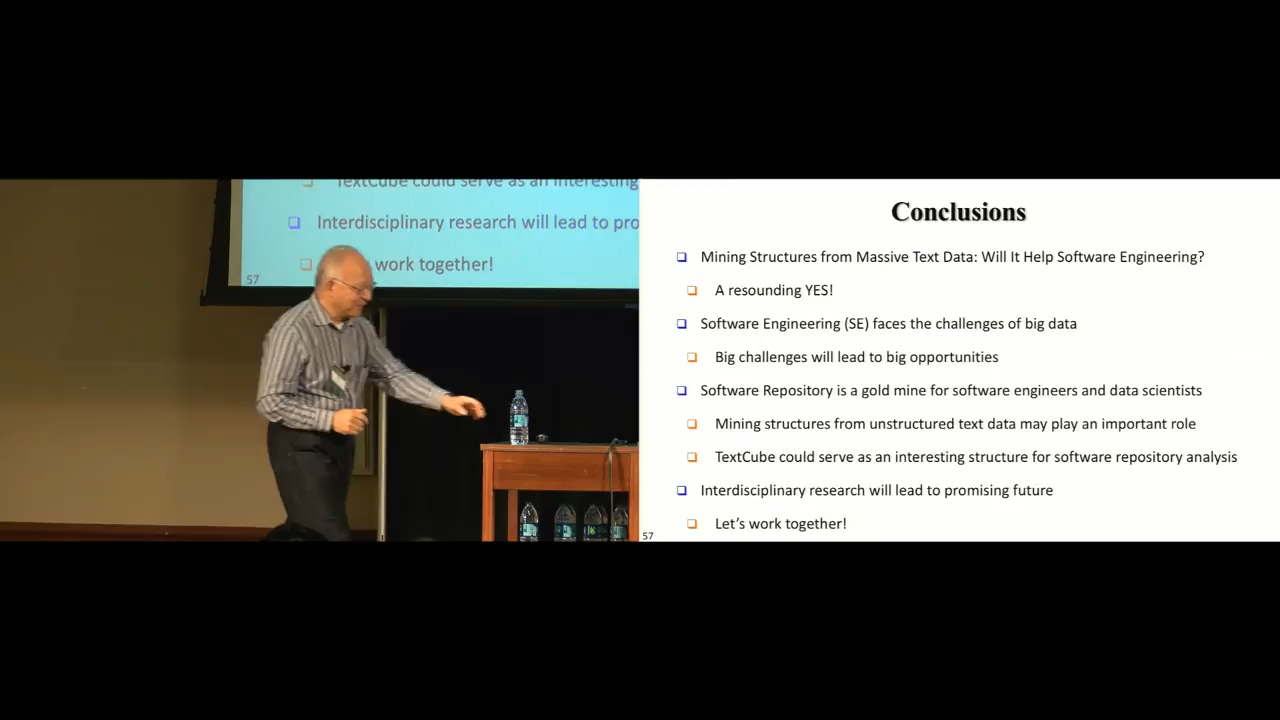 TextCube could serve as an interesting
Interdisciplinary research will lead to pro
work together!
57
Conclusions
Mining Structures from Massive Text Data: Will It Help Software Engineering?
A resounding YES!
Software Engineering (SE) faces the challenges of big data
Big challenges will lead to big opportunities
Software Repository is a gold mine for software engineers and data scientists
Mining structures from unstructured text data may play an important role
TextCube could serve as an interesting structure for software repository analysis
Interdisciplinary research will lead to promising future
Let's work together!
57